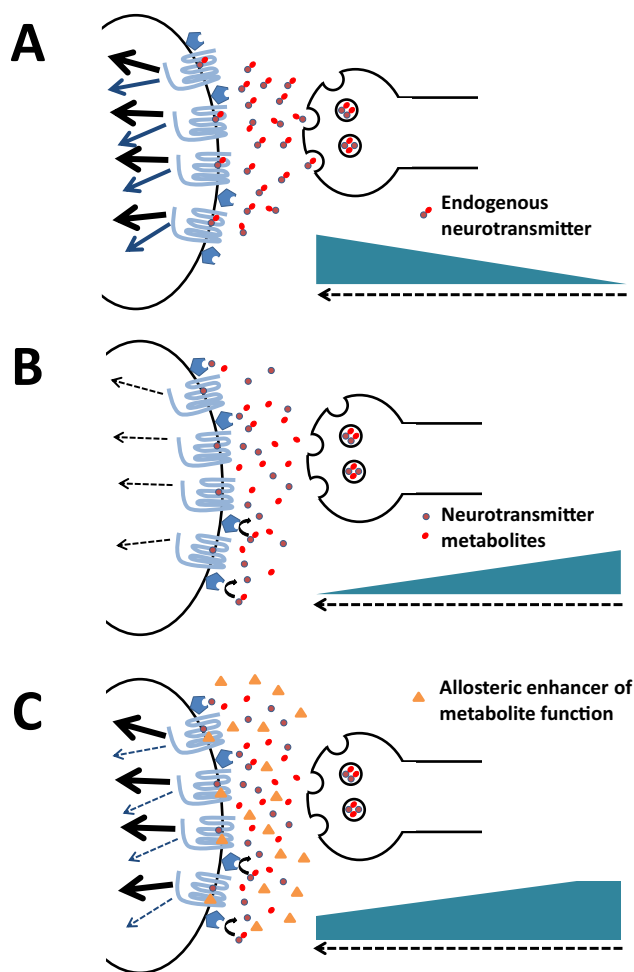 A
Endogenous
neurotransmitter
B
Neurotransmitter
metabolites
C
Allosteric enhancer of
metabolite function